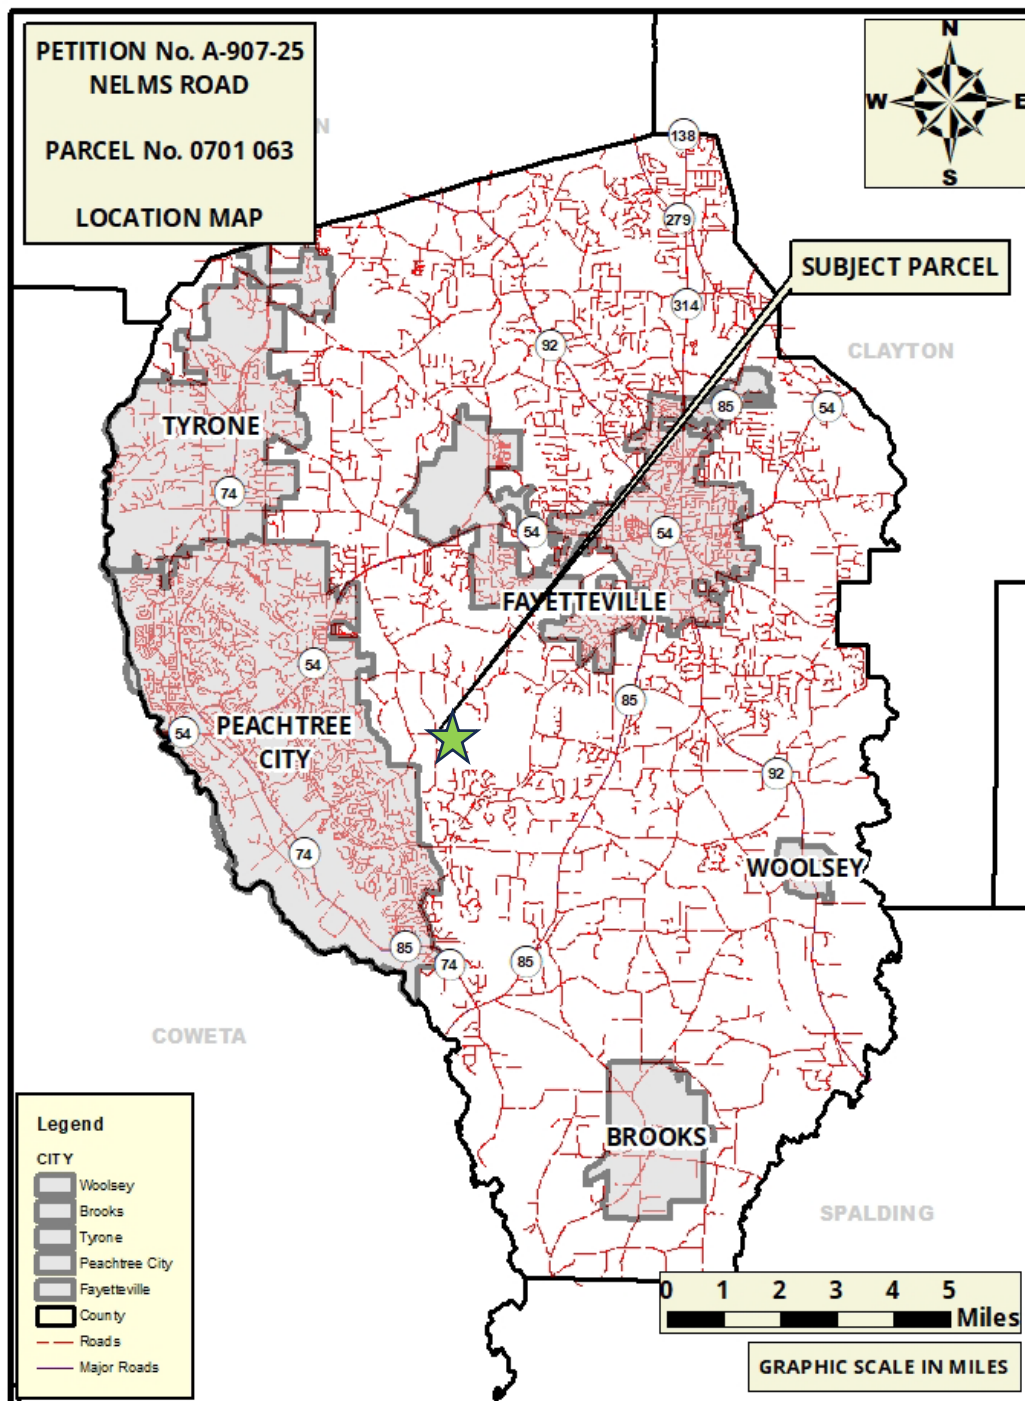 PETITION No. A-907-25
NELMS ROAD
PARCEL No. 0701 063
LOCATION MAP
N
W E
S
N
138
279
SUBJECT PARCEL
314
92
CLAYTON
85
54
TYRONE
74
54
54
FAYETTEVILLE
54
85
PEACHTREE
CITY
54
92
74
WOOLSEY
85
74
85
COWETA
BROOKS
SPALDING
Legend
CITY
Woolsey
Brooks
Tyrone
Peachtree City
Fayetteville
County
Roads
Major Roads
0 1 2 3 4 5
Miles
GRAPHIC SCALE IN MILES